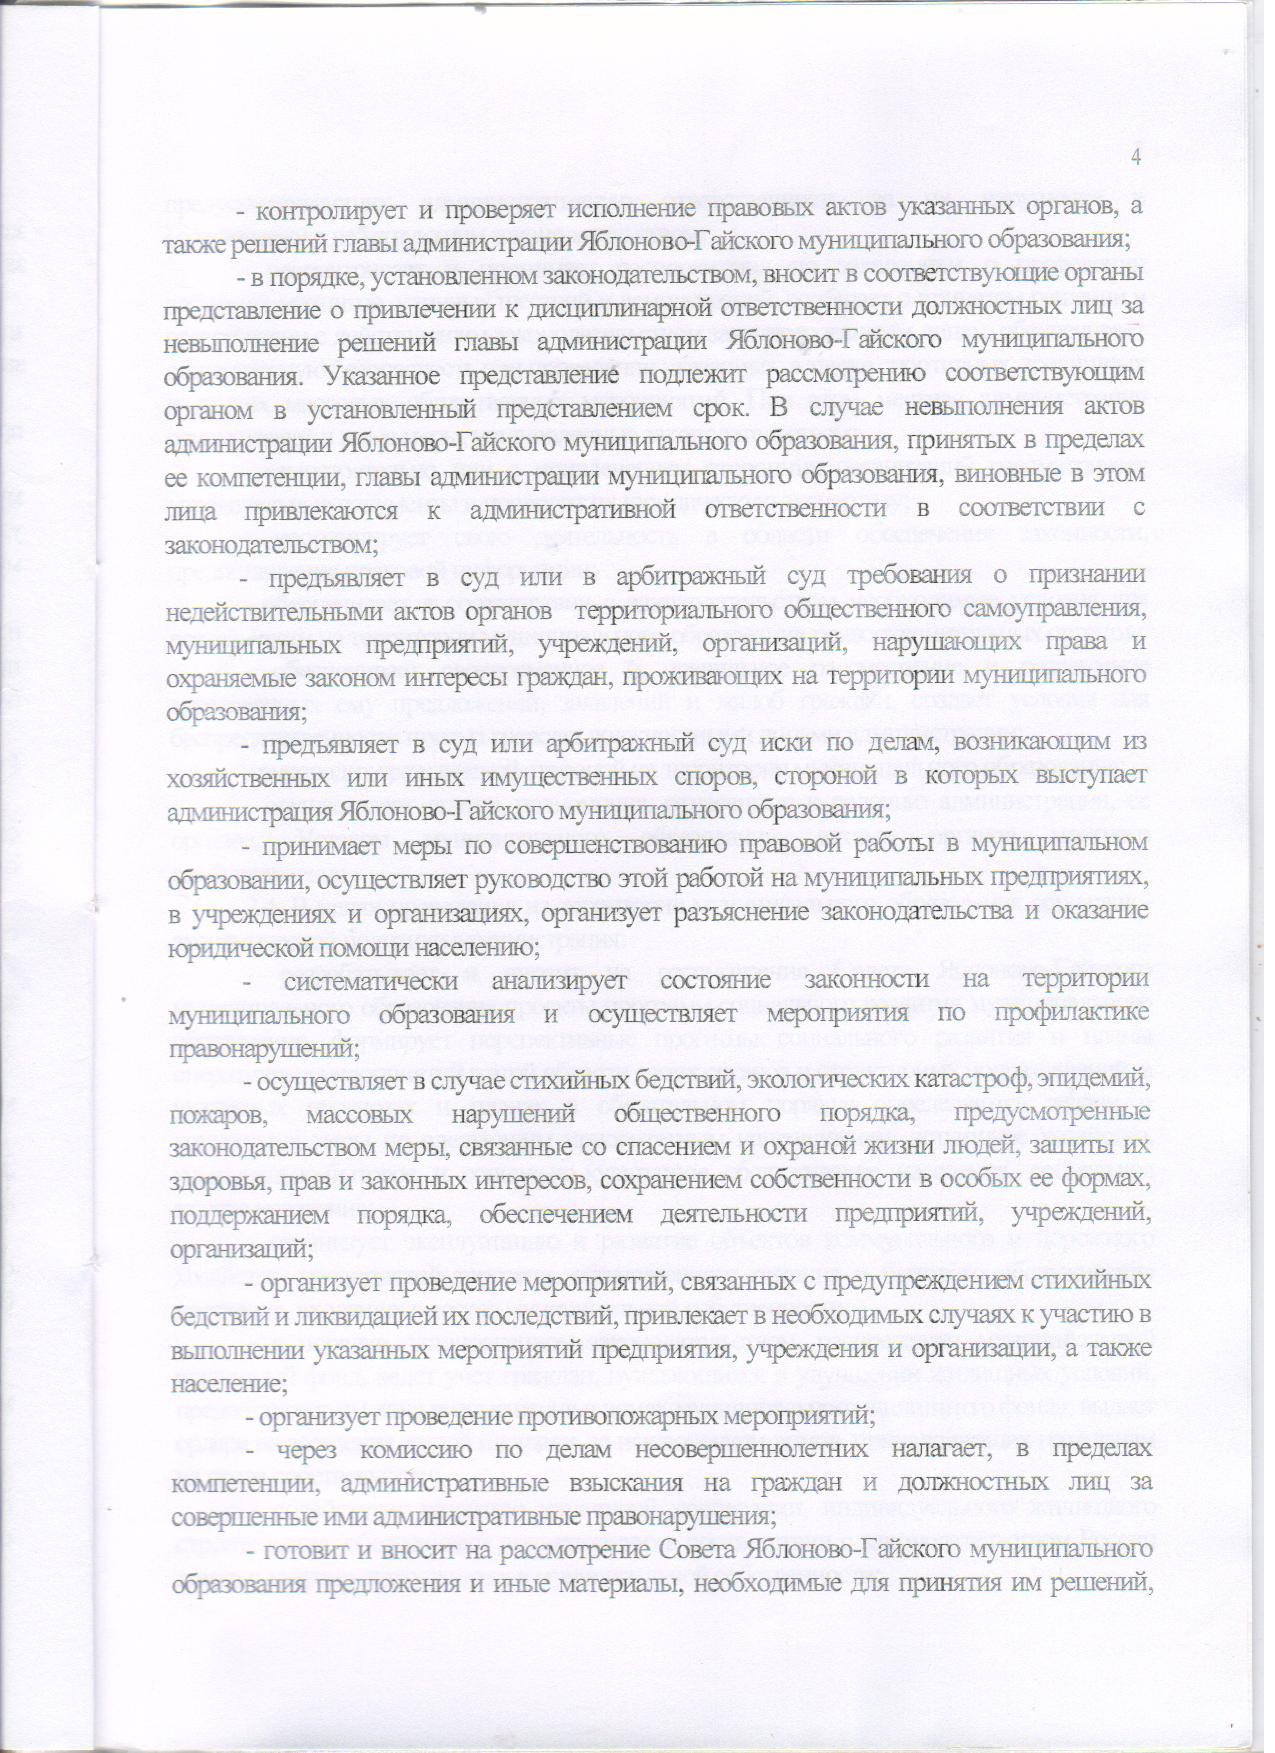 4
- контролирует и проверяет исполнение правовых актов указанных органов, а
также решений главы администрации Яблоново-Гайского муниципального образования;
- в порядке, установленном законодательством, вносит в соответствующие органы
представление о привлечении к дисциплинарной ответственности должностных лиц за
невыполнение решений главы администрации Яблоново-Гайского муниципального
образования. Указанное представление подлежит рассмотрению соответствующим
органом в установленный представлением срок. В случае невыполнения актов
администрации Яблоново-Гайского муниципального образования, принятых в пределах
ее компетенции, главы администрации муниципального образования, виновные в этом
лица привлекаются к административной ответственности в соответствии с
законодательством;
- предъявляет в суд или в арбитражный суд требования о признании
недействительными актов органов территориального общественного самоуправления,
муниципальных предприятий, учреждений, организаций, нарушающих права и
охраняемые законом интересы граждан, проживающих на территории муниципального
образования;
- предъявляет в суд или арбитражный суд иски по делам, возникающим из
хозяйственных или иных имущественных споров, стороной в которых выступает
администрация Яблоново-Гайского муниципального образования;
- принимает меры по совершенствованию правовой работы в муниципальном
образовании, осуществляет руководство этой работой на муниципальных предприятиях,
в учреждениях и организациях, организует разъяснение законодательства и оказание
юридической помощи населению;
- систематически анализирует состояние законности на территории
муниципального образования и осуществляет мероприятия по профилактике
правонарушений;
- осуществляет в случае стихийных бедствий, экологических катастроф, эпидемий,
пожаров, массовых нарушений общественного порядка, предусмотренные
законодательством меры, связанные со спасением и охраной жизни людей, защиты их
здоровья, прав и законных интересов, сохранением собственности в особых ее формах,
поддержанием порядка, обеспечением деятельности предприятий, учреждений,
организаций;
- организует проведение мероприятий, связанных с предупреждением стихийных
бедствий и ликвидацией их последствий, привлекает в необходимых случаях к участию в
выполнении указанных мероприятий предприятия, учреждения и организации, а также
население;
- организует проведение противопожарных мероприятий;
- через комиссию по делам несовершеннолетних налагает, в пределах
компетенции, административные взыскания на граждан и должностных лиц за
совершенные ими административные правонарушения;
- готовит и вносит на рассмотрение Совета Яблоново-Гайского муниципального
образования предложения и иные материалы, необходимые для принятия им решений,